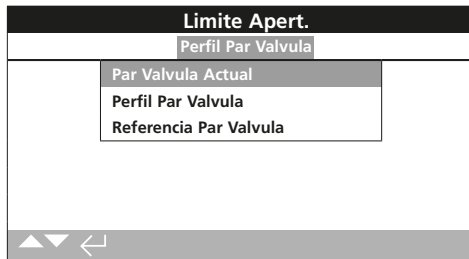 Limite Apert.
Perfil Par Valvula
Par Valvula Actual
Perfil Par Valvula
Referencia Par Valvula